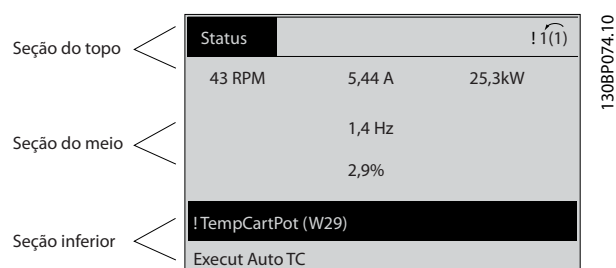 Seção do topo
Status
! 1(1)
43 RPM 5,44 A 25,3kW
Seção do meio
1,4 Hz
2,9%
Seção inferior
! TempCartPot (W29)
Execut Auto TC
130BP074.10